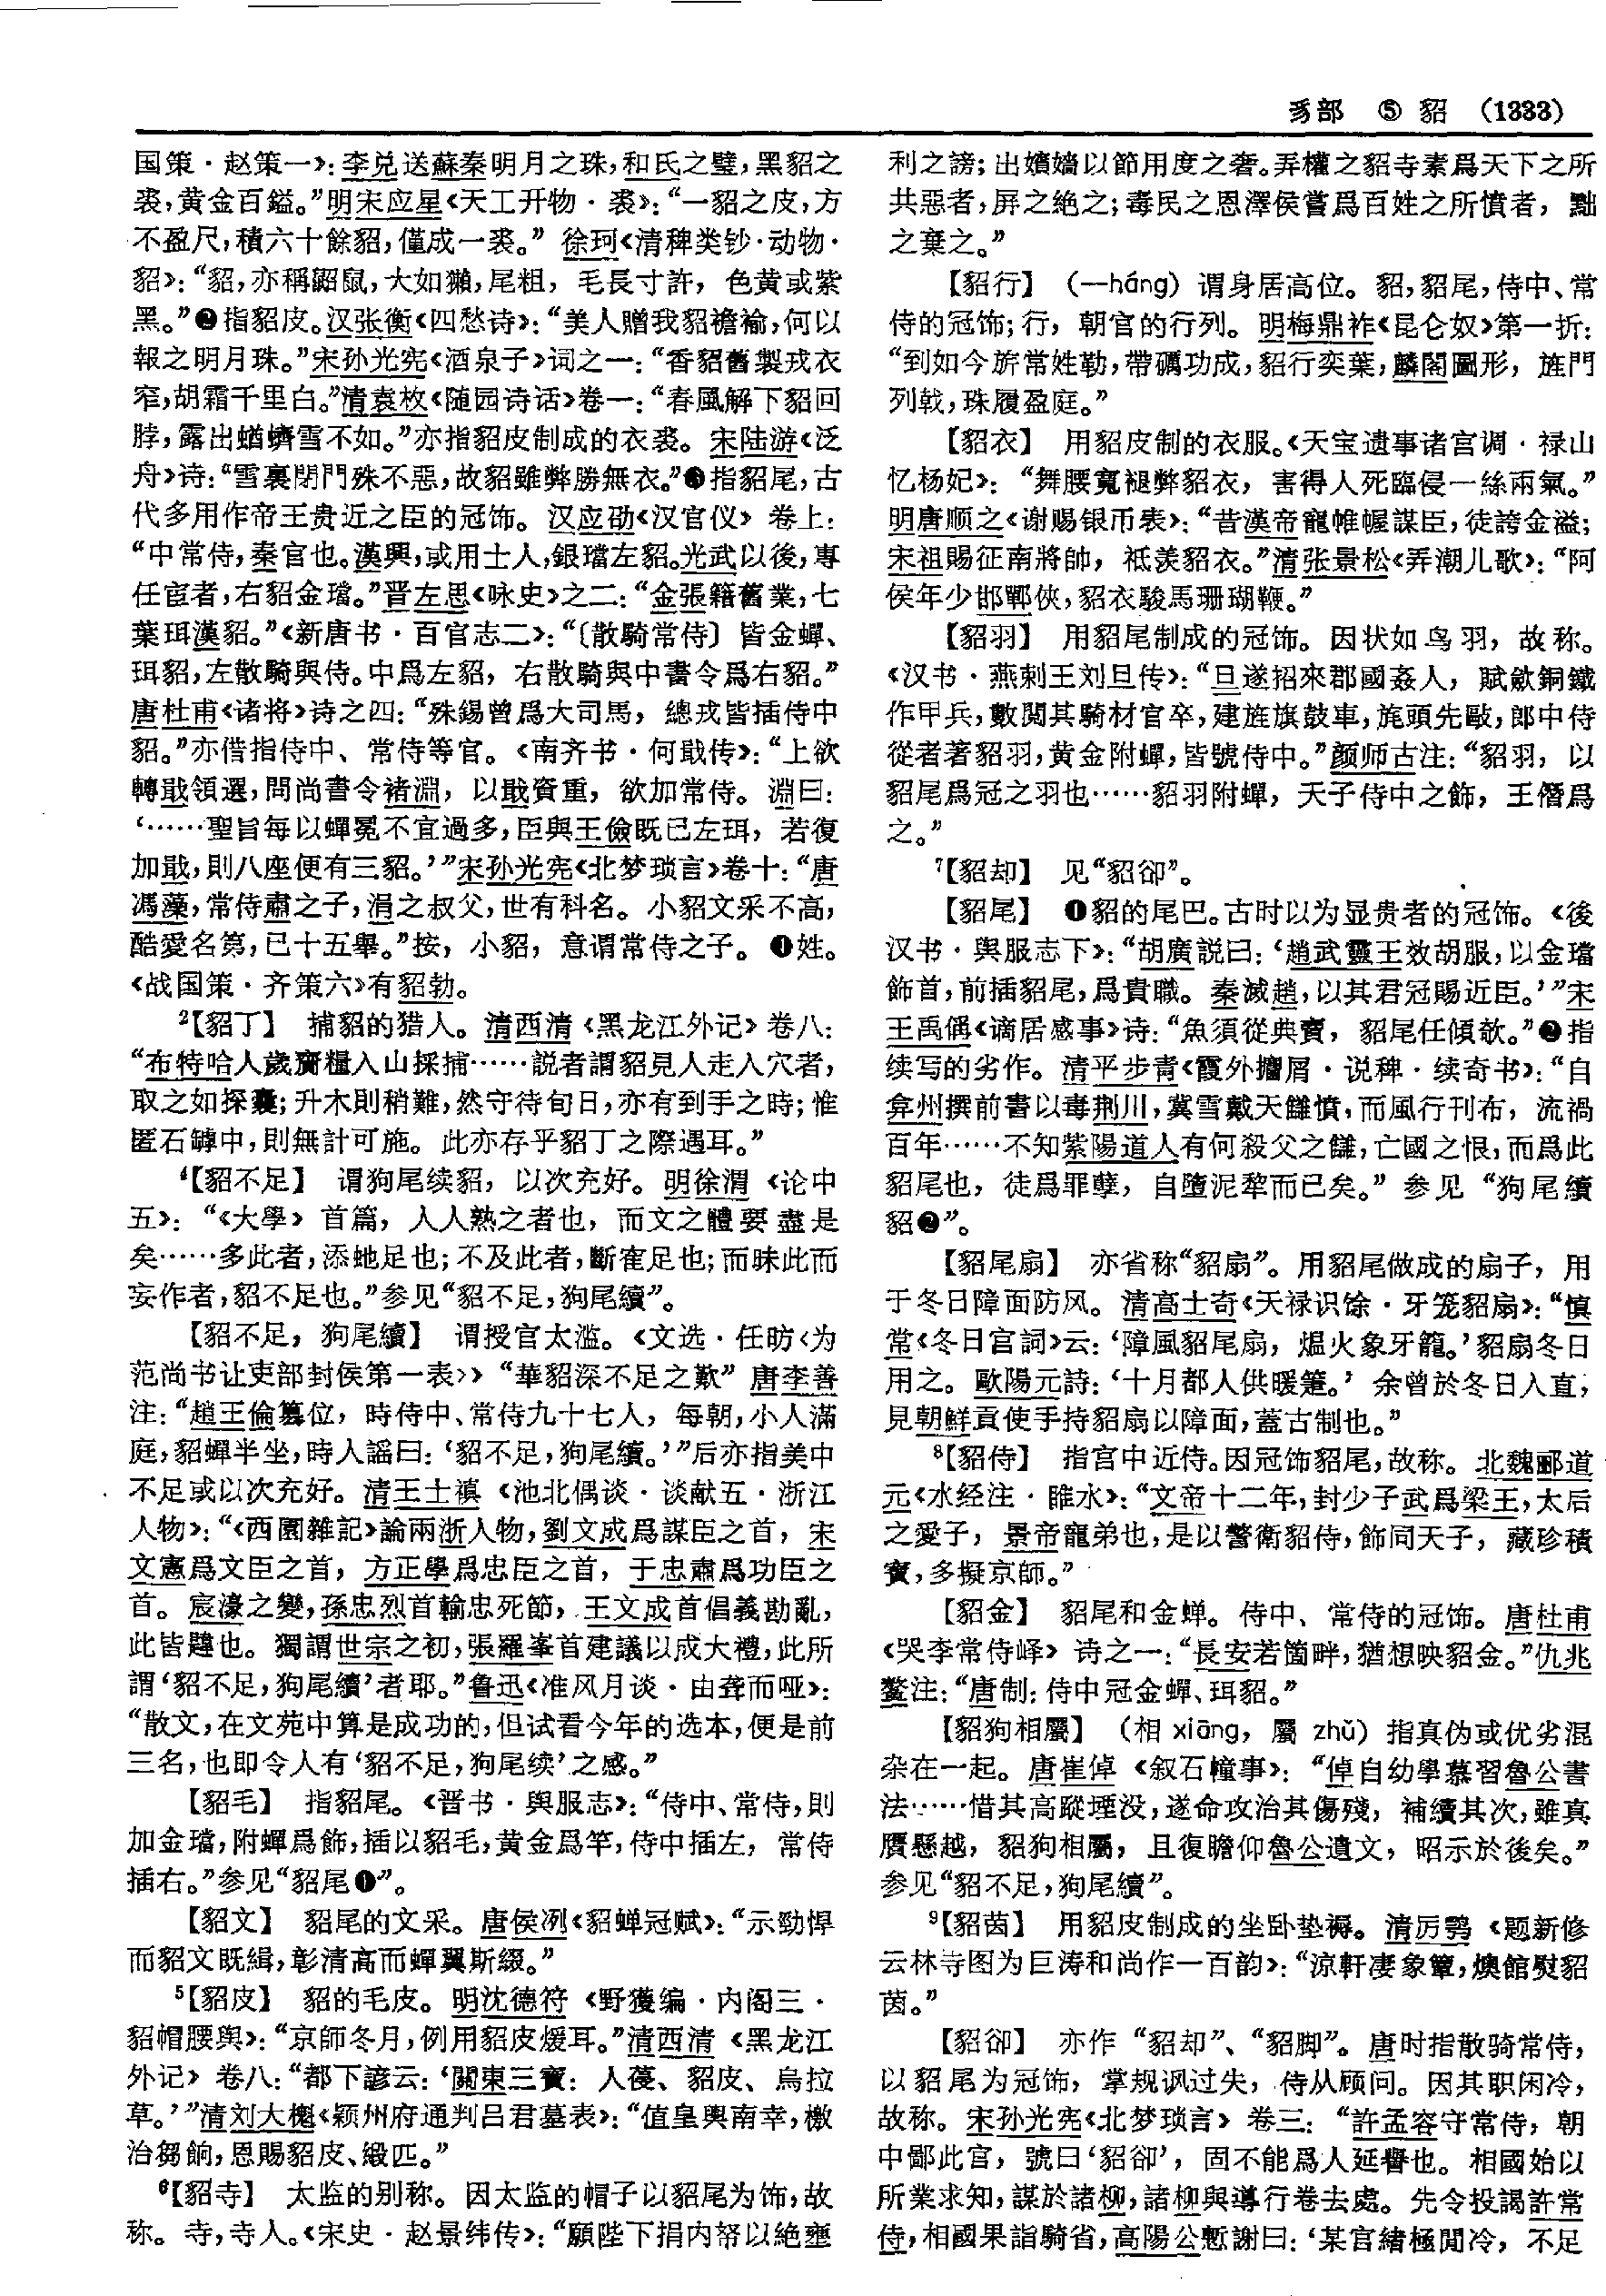 豸部 ⑤ 貂 (1333)
国策·赵策一》：李兑送蘇秦明月之珠，和氏之璧，黑貂之
裘，黄金百鎰。”明宋应星《天工开物·裘》：“一貂之皮，方
不盈尺，積六十餘貂，僅成一裘。” 徐珂《清稗类钞·动物·
貂》：“貂，亦稱鼦鼠，大如獺，尾粗，毛長寸許，色黄或紫
黑。”❷指貂皮。汉张衡《四愁诗》：“美人贈我貂襜褕，何以
報之明月珠。”宋孙光宪《酒泉子》词之一：“香貂舊製戎衣
窄，胡霜千里白。”清袁枚《随园诗话》卷一：“春風解下貂回
脖，露出蝤蠐雪不如。”亦指貂皮制成的衣裘。宋陆游《泛
舟》诗：“雪裏閉門殊不惡，故貂雖弊勝無衣。”❸指貂尾，古
代多用作帝王贵近之臣的冠饰。汉应劭《汉官仪》卷上：
“中常侍，秦官也。漢興，或用士人，銀璫左貂。光武以後，專
任宦者，右貂金璫。”晋左思《咏史》之二：“金張籍舊業，七
葉珥漢貂。”《新唐书·百官志二》：“〔散騎常侍〕皆金蟬、
珥貂，左散騎與侍。中爲左貂，右散騎與中書令爲右貂。”
唐杜甫《诸将》诗之四：“殊錫曾爲大司馬，總戎皆插侍中
貂。”亦借指侍中、常侍等官。《南齐书·何戢传》：“上欲
轉戢領選，問尚書令褚淵，以戢資重，欲加常侍。淵曰：
‘……聖旨每以蟬冕不宜過多，臣與王儉既已左珥，若復
加戢，則八座便有三貂。’”宋孙光宪《北梦琐言》卷十：“唐
馮藻，常侍肅之子，涓之叔父，世有科名。小貂文采不高，
酷愛名第，已十五舉。”按，小貂，意谓常侍之子。❹姓。
《战国策·齐策六》有貂勃。
²【貂丁】 捕貂的猎人。清西清《黑龙江外记》卷八：
“布特哈人歲齎糧入山採捕……説者謂貂見人走入穴者，
取之如探囊；升木則稍難，然守待旬日，亦有到手之時；惟
匿石罅中，則無計可施。此亦存乎貂丁之際遇耳。”
⁴【貂不足】 谓狗尾续貂，以次充好。明徐渭《论中
五》：“《大學》首篇，人人熟之者也，而文之體要盡是
矣……多此者，添虵足也；不及此者，斷隺足也；而昧此而
妄作者，貂不足也。”参见“貂不足，狗尾續”。
【貂不足，狗尾續】 谓授官太滥。《文选·任昉〈为
范尚书让吏部封侯第一表〉》“華貂深不足之歎” 唐李善
注：“趙王倫篡位，時侍中、常侍九十七人，每朝，小人滿
庭，貂蟬半坐，時人謡曰：‘貂不足，狗尾續。’”后亦指美中
不足或以次充好。清王士禛《池北偶谈·谈献五·浙江
人物》：“《西園雜記》論兩浙人物，劉文成爲謀臣之首，宋
文憲爲文臣之首，方正學爲忠臣之首，于忠肅爲功臣之
首。宸濠之變，孫忠烈首輸忠死節，王文成首倡義勘亂，
此皆韙也。獨謂世宗之初，張羅峯首建議以成大禮，此所
謂‘貂不足，狗尾續’者耶。”鲁迅《准风月谈·由聋而哑》：
“散文，在文苑中算是成功的，但试看今年的选本，便是前
三名，也即令人有‘貂不足，狗尾续’之感。”
【貂毛】 指貂尾。《晋书·舆服志》：“侍中、常侍，則
加金璫，附蟬爲飾，插以貂毛，黄金爲竿，侍中插左，常侍
插右。”参见“貂尾❶”。
【貂文】 貂尾的文采。唐侯冽《貂蝉冠赋》：“示勁悍
而貂文既緝，彰清高而蟬翼斯綴。”
⁵【貂皮】 貂的毛皮。明沈德符《野獲编·内阁三·
貂帽腰舆》：“京師冬月，例用貂皮煖耳。”清西清《黑龙江
外记》卷八：“都下諺云：‘關東三寶：人葠、貂皮、烏拉
草。’”清刘大櫆《颍州府通判吕君墓表》：“值皇輿南幸，檄
治芻餉，恩賜貂皮、緞匹。”
⁶【貂寺】 太监的别称。因太监的帽子以貂尾为饰，故
称。寺，寺人。《宋史·赵景纬传》：“願陛下捐内帑以絶壅
利之謗；出嬪嬙以節用度之奢。弄權之貂寺素爲天下之所
共惡者，屏之絶之；毒民之恩澤侯嘗爲百姓之所憤者，黜
之棄之。”
【貂行】 （—háng）谓身居高位。貂，貂尾，侍中、常
侍的冠饰；行，朝官的行列。明梅鼎祚《昆仑奴》第一折：
“到如今旂常姓勒，帶礪功成，貂行奕葉，麟閣圖形，旌門
列戟，珠履盈庭。”
【貂衣】 用貂皮制的衣服。《天宝遗事诸宫调·禄山
忆杨妃》：“舞腰寬褪弊貂衣，害得人死臨侵一絲兩氣。”
明唐顺之《谢赐银币表》：“昔漢帝寵帷幄謀臣，徒誇金溢；
宋祖賜征南將帥，祗羡貂衣。”清张景松《弄潮儿歌》：“阿
侯年少邯鄲俠，貂衣駿馬珊瑚鞭。”
【貂羽】 用貂尾制成的冠饰。因状如鸟羽，故称。
《汉书·燕刺王刘旦传》：“旦遂招來郡國姦人，賦歛銅鐵
作甲兵，數閲其騎材官卒，建旌旗鼓車，旄頭先敺，郎中侍
從者著貂羽，黄金附蟬，皆號侍中。”颜师古注：“貂羽，以
貂尾爲冠之羽也……貂羽附蟬，天子侍中之飾，王僭爲
之。”
⁷【貂却】 见“貂卻”。
【貂尾】 ❶貂的尾巴。古时以为显贵者的冠饰。《後
汉书·舆服志下》：“胡廣説曰：‘趙武靈王效胡服，以金璫
飾首，前插貂尾，爲貴職。秦滅趙，以其君冠賜近臣。’”宋
王禹偁《谪居感事》诗：“魚須從典賣，貂尾任傾欹。”❷指
续写的劣作。清平步青《霞外攟屑·说稗·续奇书》：“自
弇州撰前書以毒荆川，冀雪戴天讎憤，而風行刊布，流禍
百年……不知紫陽道人有何殺父之讎，亡國之恨，而爲此
貂尾也，徒爲罪孽，自墮泥犂而已矣。”参见“狗尾續
貂❷”。
【貂尾扇】 亦省称“貂扇”。用貂尾做成的扇子，用
于冬日障面防风。清高士奇《天禄识馀·牙笼貂扇》：“慎
常《冬日宫詞》云：‘障風貂尾扇，熅火象牙籠。’貂扇冬日
用之。歐陽元詩：‘十月都人供暖箑。’余曾於冬日入直，
見朝鮮貢使手持貂扇以障面，蓋古制也。”
⁸【貂侍】 指宫中近侍。因冠饰貂尾，故称。北魏郦道
元《水经注·睢水》：“文帝十二年，封少子武爲梁王，太后
之愛子，景帝寵弟也，是以警衛貂侍，飾同天子，藏珍積
寶，多擬京師。”
【貂金】 貂尾和金蝉。侍中、常侍的冠饰。唐杜甫
《哭李常侍峄》诗之一：“長安若箇畔，猶想映貂金。”仇兆
鳌注：“唐制：侍中冠金蟬、珥貂。”
【貂狗相屬】 （相 xiāng，屬 zhǔ）指真伪或优劣混
杂在一起。唐崔倬《叙石幢事》：“倬自幼學慕習魯公書
法……惜其高蹤堙没，遂命攻治其傷殘，補續其次，雖真
贋懸越，貂狗相屬，且復瞻仰魯公遺文，昭示於後矣。”
参见“貂不足，狗尾續”。
⁹【貂茵】 用貂皮制成的坐卧垫褥。清厉鹗《题新修
云林寺图为巨涛和尚作一百韵》：“涼軒凄象簟，燠館熨貂
茵。”
【貂卻】 亦作“貂却”、“貂脚”。唐时指散骑常侍，
以貂尾为冠饰，掌规讽过失，侍从顾问。因其职闲冷，
故称。宋孙光宪《北梦琐言》卷三：“許孟容守常侍，朝
中鄙此官，號曰‘貂卻’，固不能爲人延譽也。相國始以
所業求知，謀於諸柳，諸柳與導行卷去處。先令投謁許常
侍，相國果詣騎省，高陽公慙謝曰：‘某官緒極閒冷，不足